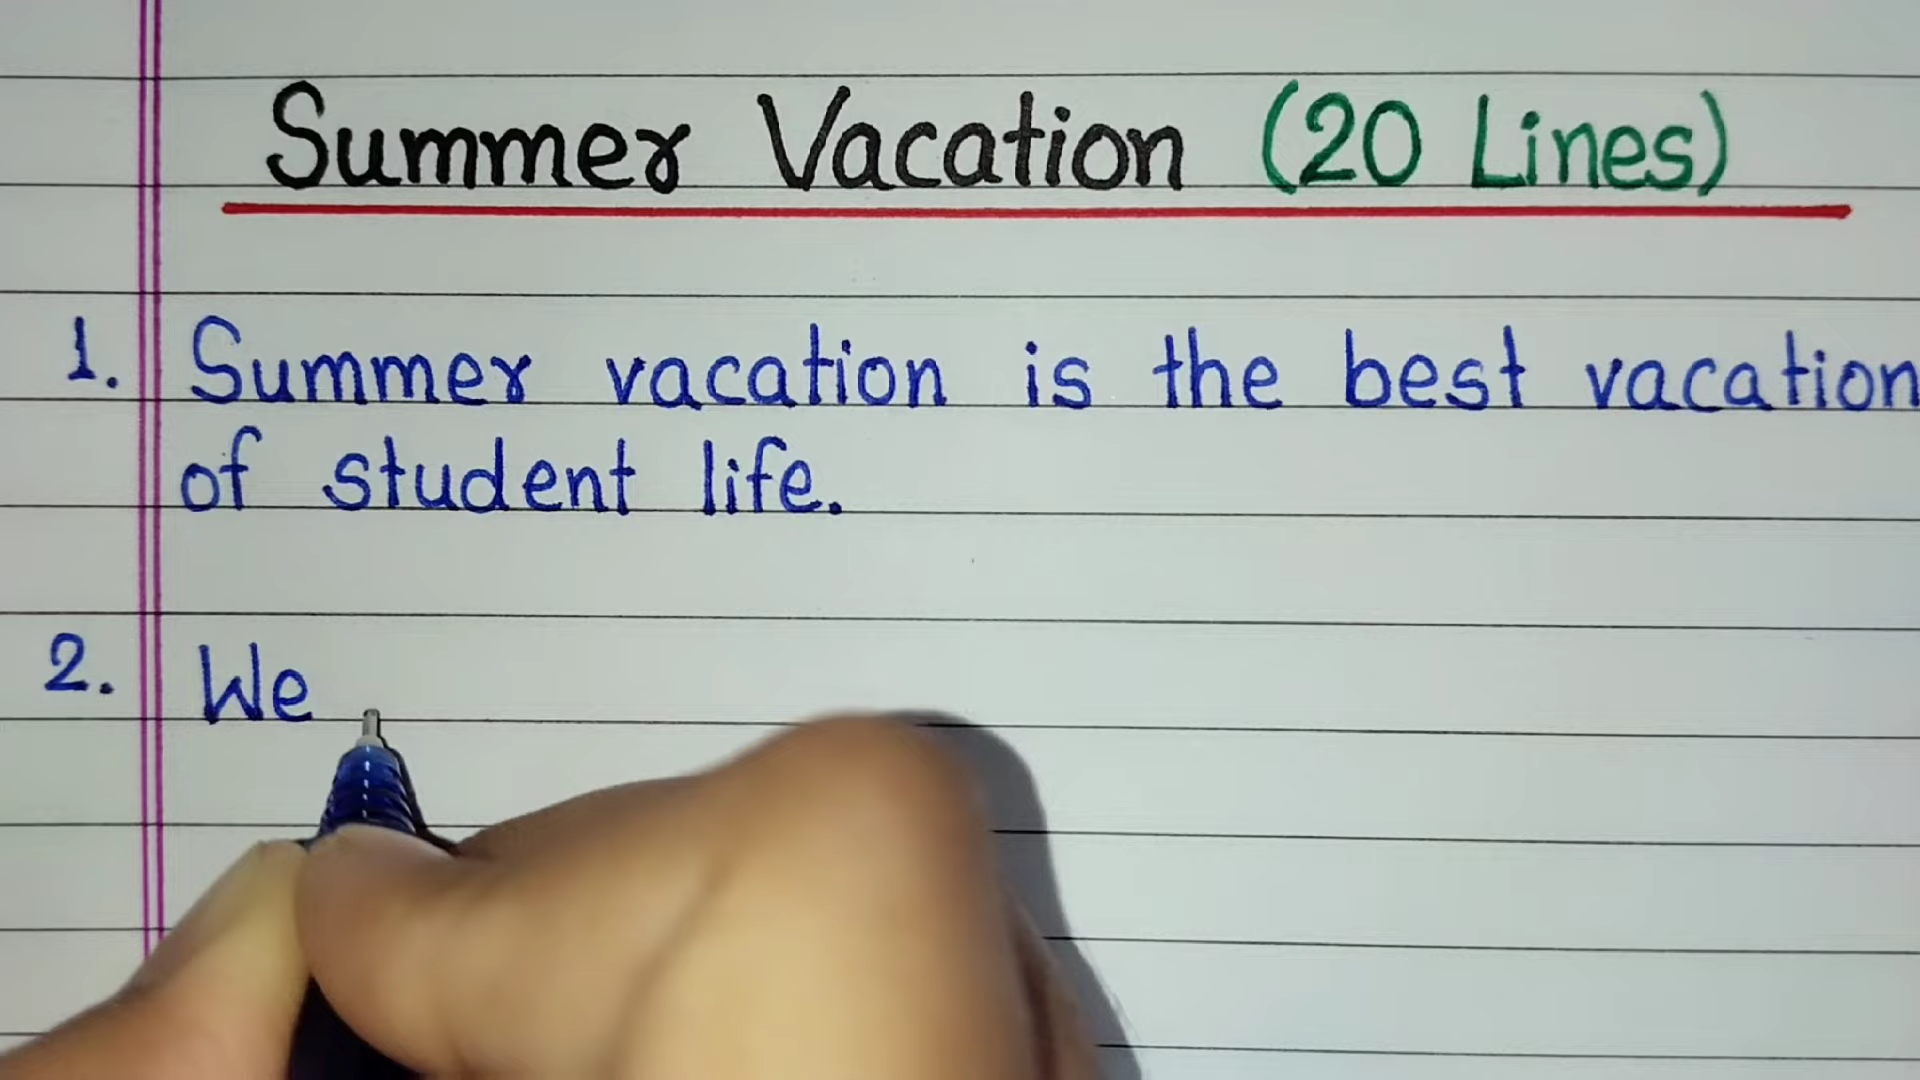 Summer Vacation (20 Lines)
1. Summer vacation is the best vacation
of student life.
2. We